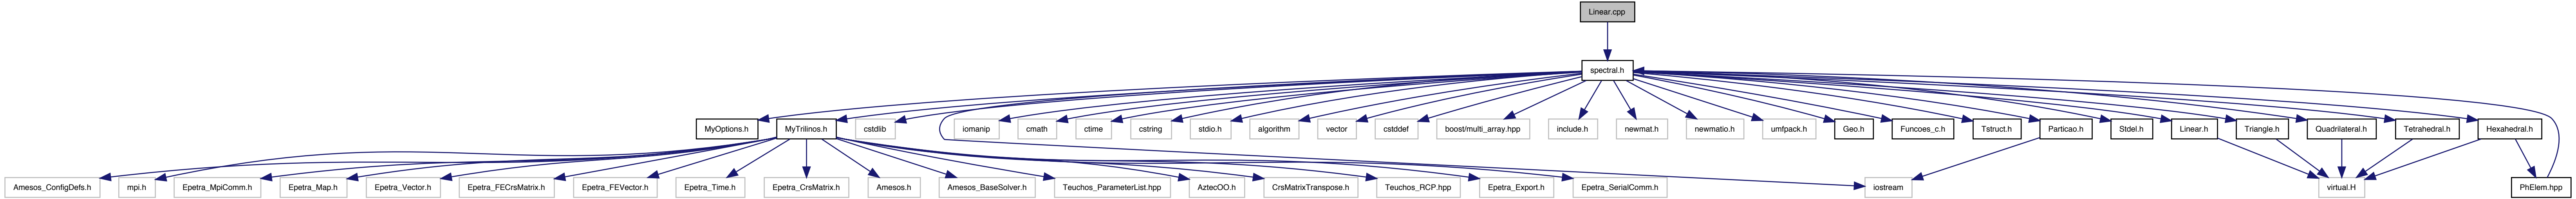 Linear.cpp
spectral.h
MyOptions.h
MyTrilinos.h
cstdlib
iomanip
cmath
ctime
cstring
stdio.h
algorithm
vector
cstddef
boost/multi_array.hpp
include.h
newmat.h
newmatio.h
umfpack.h
Geo.h
Funcoes_c.h
Tstruct.h
Particao.h
Stdel.h
Linear.h
Triangle.h
Quadrilateral.h
Tetrahedral.h
Hexahedral.h
Amesos_ConfigDefs.h
mpi.h
Epetra_MpiComm.h
Epetra_Map.h
Epetra_Vector.h
Epetra_FECrsMatrix.h
Epetra_FEVector.h
Epetra_Time.h
Epetra_CrsMatrix.h
Amesos.h
Amesos_BaseSolver.h
Teuchos_ParameterList.hpp
AztecOO.h
CrsMatrixTranspose.h
Teuchos_RCP.hpp
Epetra_Export.h
Epetra_SerialComm.h
iostream
virtual.H
PhElem.hpp